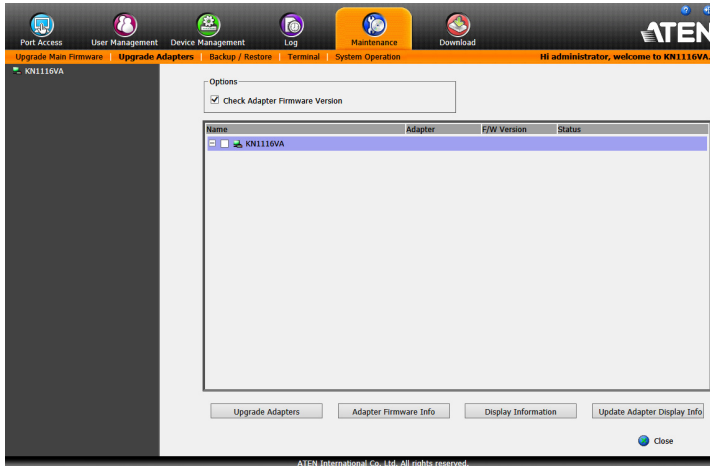 ATEN
Port Access User Management Device Management Log Maintenance Download
Upgrade Main Firmware Upgrade Adapters Backup / Restore Terminal System Operation Hi administrator, welcome to KN1116VA.
KN1116VA
Options
Check Adapter Firmware Version
Name Adapter F/W Version Status
KN1116VA
Upgrade Adapters Adapter Firmware Info Display Information Update Adapter Display Info
Close
ATEN International Co. Ltd. All rights reserved.